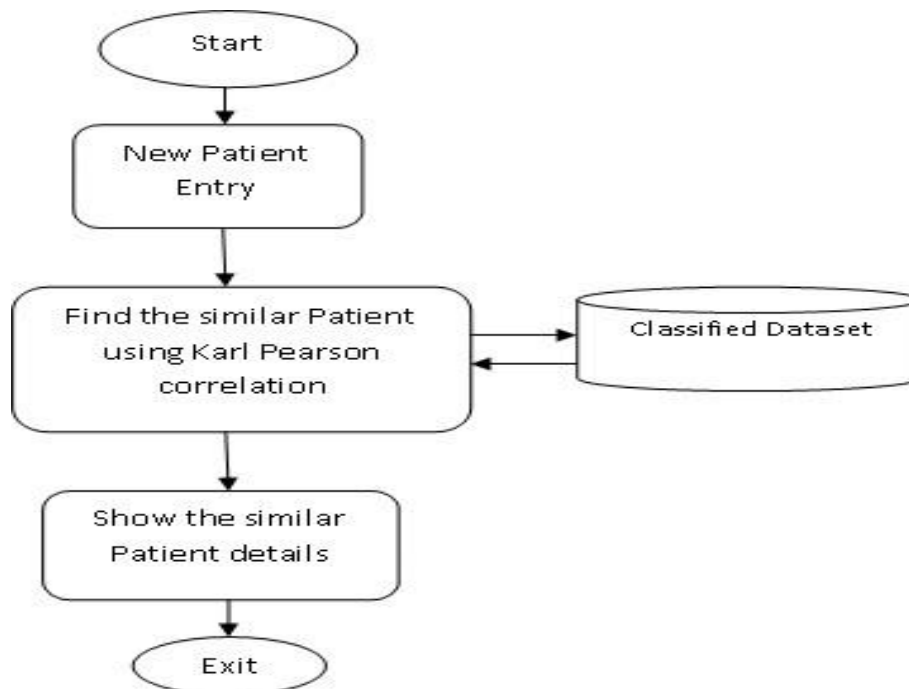 Start
New Patient
Entry
Find the similar Patient
using Karl Pearson
correlation
Classified Dataset
Show the similar
Patient details
Exit